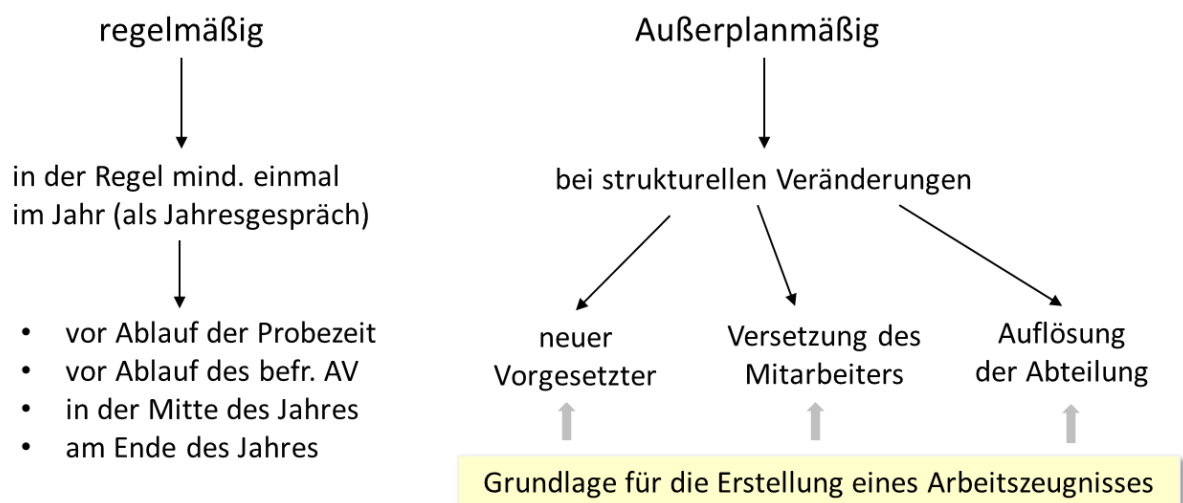 regelmäßig
in der Regel mind. einmal
im Jahr (als Jahresgespräch)
• vor Ablauf der Probezeit
• vor Ablauf des befr. AV
• in der Mitte des Jahres
• am Ende des Jahres
Außerplanmäßig
bei strukturellen Veränderungen
neuer
Vorgesetzter
Versetzung des
Mitarbeiters
Auflösung
der Abteilung
Grundlage für die Erstellung eines Arbeitszeugnisses